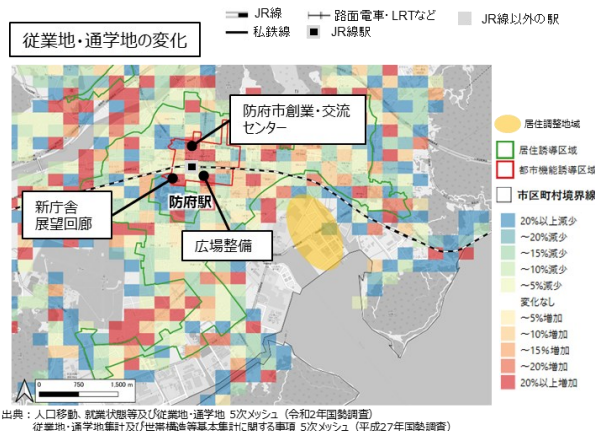 JR線
路面電車・LRTなど
JR線以外の駅
私鉄線
JR線駅
従業地・通学地の変化
防府市創業・交流
センター
新庁舎
展望回廊
防府駅
広場整備
居住調整地域
居住誘導区域
都市機能誘導区域
市区町村境界線
20%以上減少
～20%減少
～15%減少
～10%減少
～5%減少
変化なし
～5%増加
～10%増加
～15%増加
～20%増加
20%以上増加
0 750 1,500 m
出典：人口移動、就業状態等及び従業地・通学地 5次メッシュ（令和2年国勢調査）
従業地・通学地集計及び世帯構造等基本集計に関する事項 5次メッシュ（平成27年国勢調査）